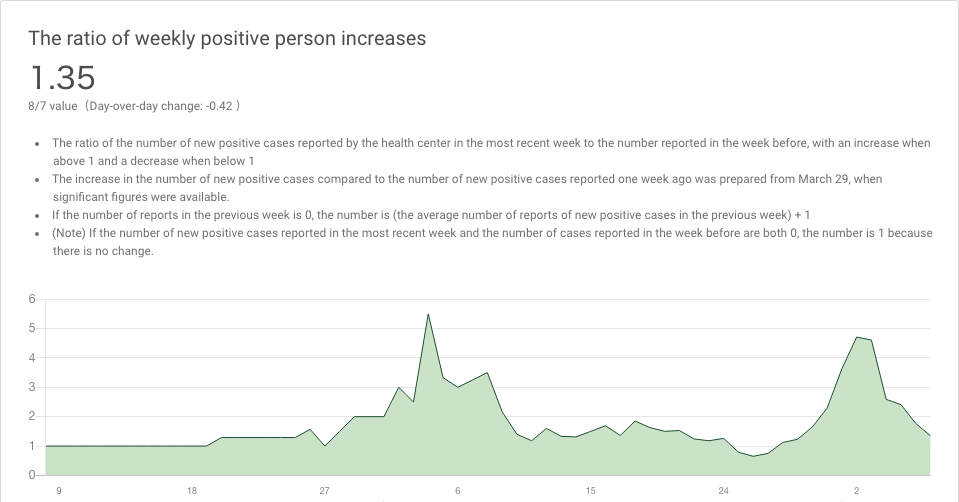 The ratio of weekly positive person increases
1.35
8/7 value (Day-over-day change: -0.42 )
• The ratio of the number of new positive cases reported by the health center in the most recent week to the number reported in the week before, with an increase when
above 1 and a decrease when below 1
• The increase in the number of new positive cases compared to the number of new positive cases reported one week ago was prepared from March 29, when
significant figures were available.
• If the number of reports in the previous week is 0, the number is (the average number of reports of new positive cases in the previous week) + 1
• (Note) If the number of new positive cases reported in the most recent week and the number of cases reported in the week before are both 0, the number is 1 because
there is no change.
6
5
4
3
2
1
0
9 18 27 6 15 24 2